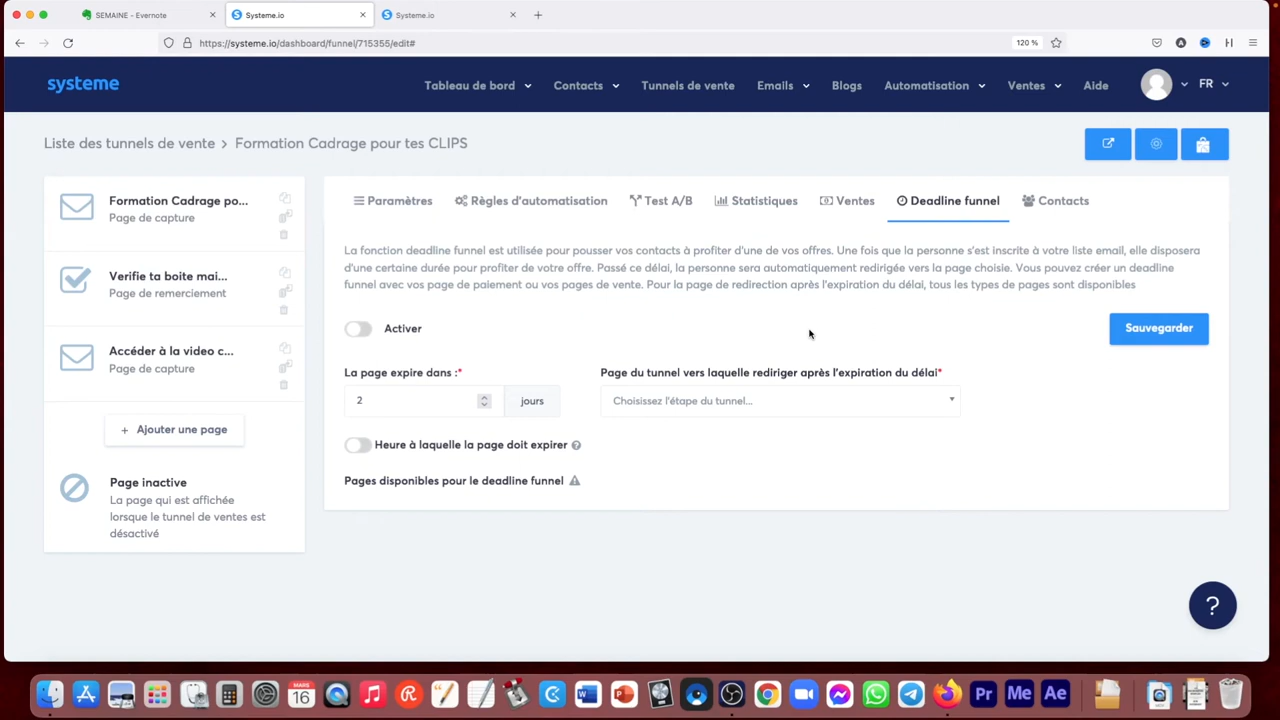 SEMAINE - Evernote
Systeme.io
Systeme.io
https://systeme.io/dashboard/funnel/715355/edit#
120 %
systeme
Tableau de bord
Contacts
Tunnels de vente
Emails
Blogs
Automatisation
Ventes
Aide
FR
Liste des tunnels de vente > Formation Cadrage pour tes CLIPS
Formation Cadrage po...
Page de capture
Verifie ta boite mai...
Page de remerciement
Accéder à la video c...
Page de capture
+ Ajouter une page
Page inactive
La page qui est affichée
lorsque le tunnel de ventes est
désactivé
Paramètres
Règles d'automatisation
Test A/B
Statistiques
Ventes
Deadline funnel
Contacts
La fonction deadline funnel est utilisée pour pousser vos contacts à profiter d'une de vos offres. Une fois que la personne s'est inscrite à votre liste email, elle disposera
d'une certaine durée pour profiter de votre offre. Passé ce délai, la personne sera automatiquement redirigée vers la page choisie. Vous pouvez créer un deadline
funnel avec vos page de paiement ou vos pages de vente. Pour la page de redirection après l'expiration du délai, tous les types de pages sont disponibles
Activer
Sauvegarder
La page expire dans :*
Page du tunnel vers laquelle rediriger après l'expiration du délai*
2
jours
Choisissez l'étape du tunnel...
Heure à laquelle la page doit expirer ?
Pages disponibles pour le deadline funnel
?
MARS
16
Pr
Me
Ae